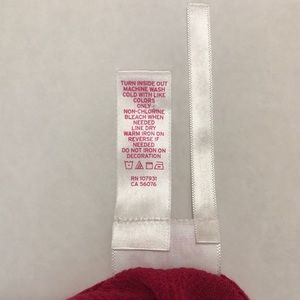 TURN INSIDE OUT
MACHINE WASH
COLD WITH LIKE
COLORS
ONLY
NON-CHLORINE
BLEACH WHEN
NEEDED
LINE DRY
WARM IRON ON
REVERSE IF
NEEDED
DO NOT IRON ON
DECORATION
RN 107931
CA 56076